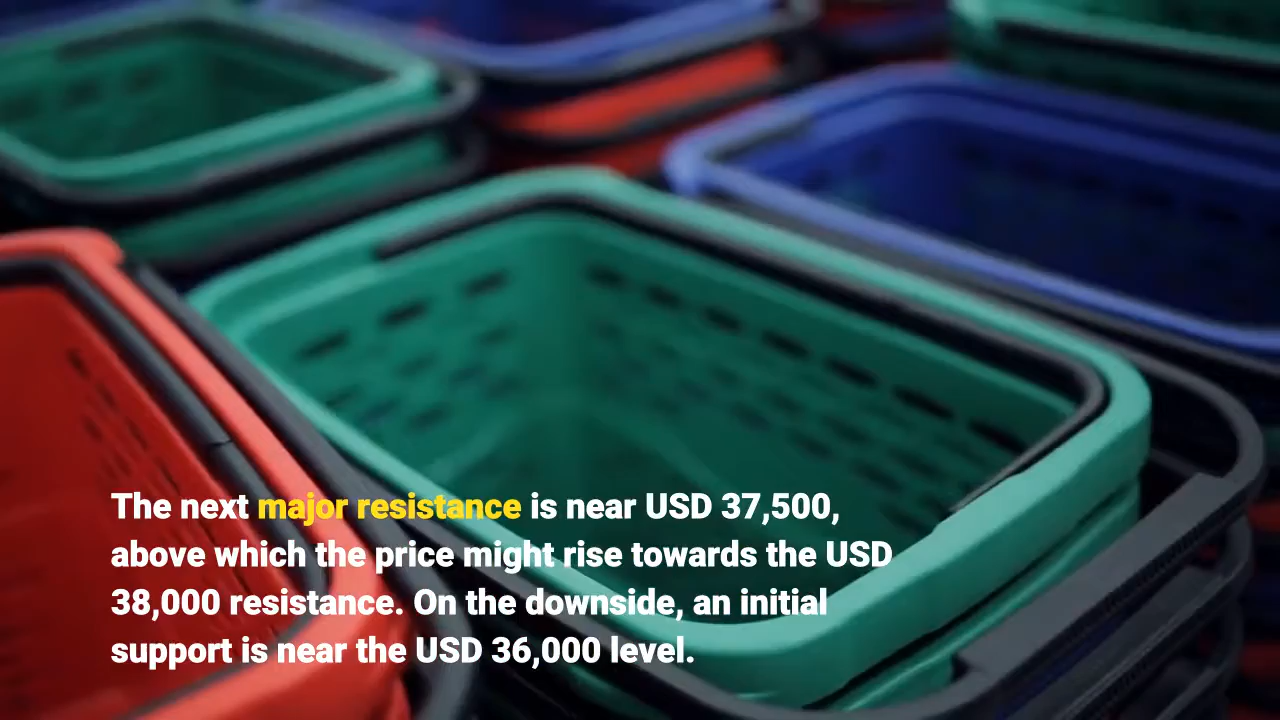 The next major resistance is near USD 37,500,
above which the price might rise towards the USD
38,000 resistance. On the downside, an initial
support is near the USD 36,000 level.